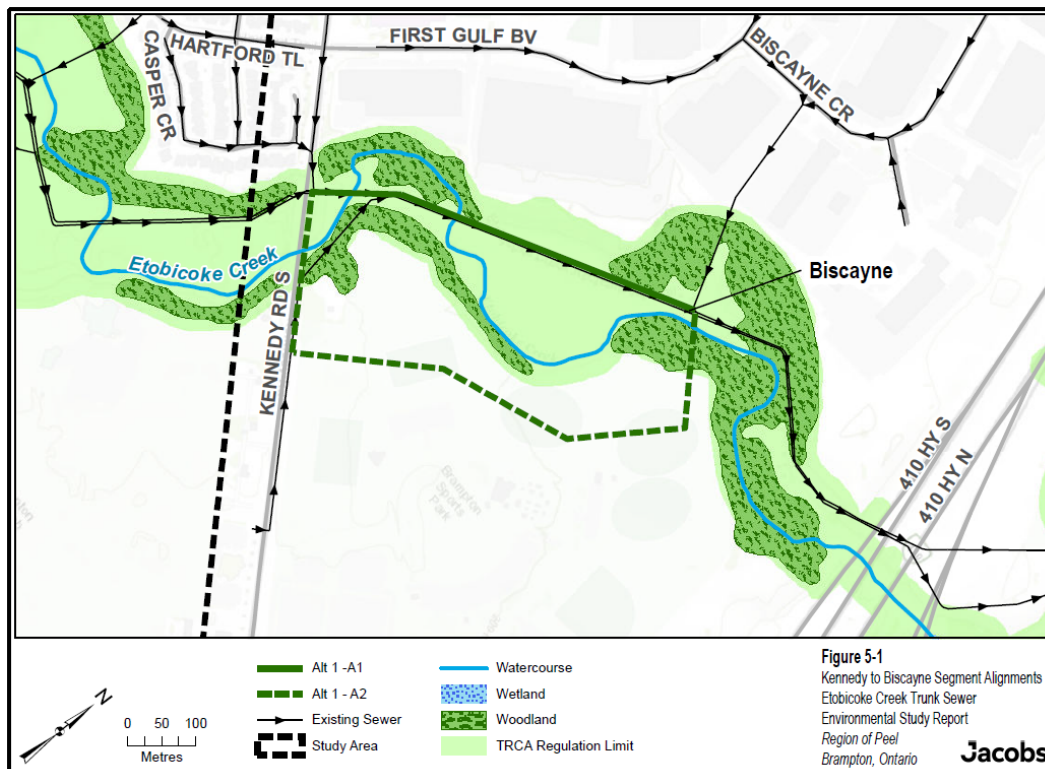 FIRST GULF BV
HARTFORD TL
CASPER CR
BISCAYNE CR
Etobicoke Creek
KENNEDY RD S
Biscayne
Brampton
Sports
Park
410 HY S
410 HY N
N
0 50 100
Metres
Alt 1 -A1
Alt 1 - A2
Existing Sewer
Study Area
Watercourse
Wetland
Woodland
TRCA Regulation Limit
Figure 5-1
Kennedy to Biscayne Segment Alignments
Etobicoke Creek Trunk Sewer
Environmental Study Report
Region of Peel
Brampton, Ontario
Jacobs